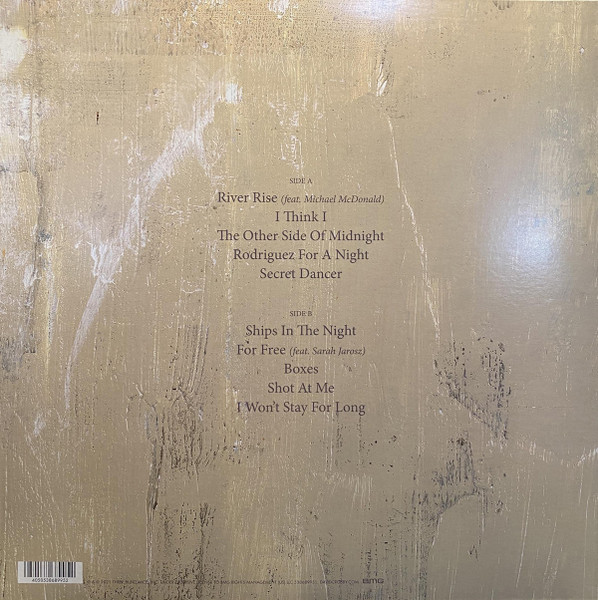 SIDE A
River Rise (feat. Michael McDonald)
I Think I
The Other Side Of Midnight
Rodriguez For A Night
Secret Dancer
SIDE B
Ships In The Night
For Free (feat. Sarah Jarosz)
Boxes
Shot At Me
I Won't Stay For Long
BMG